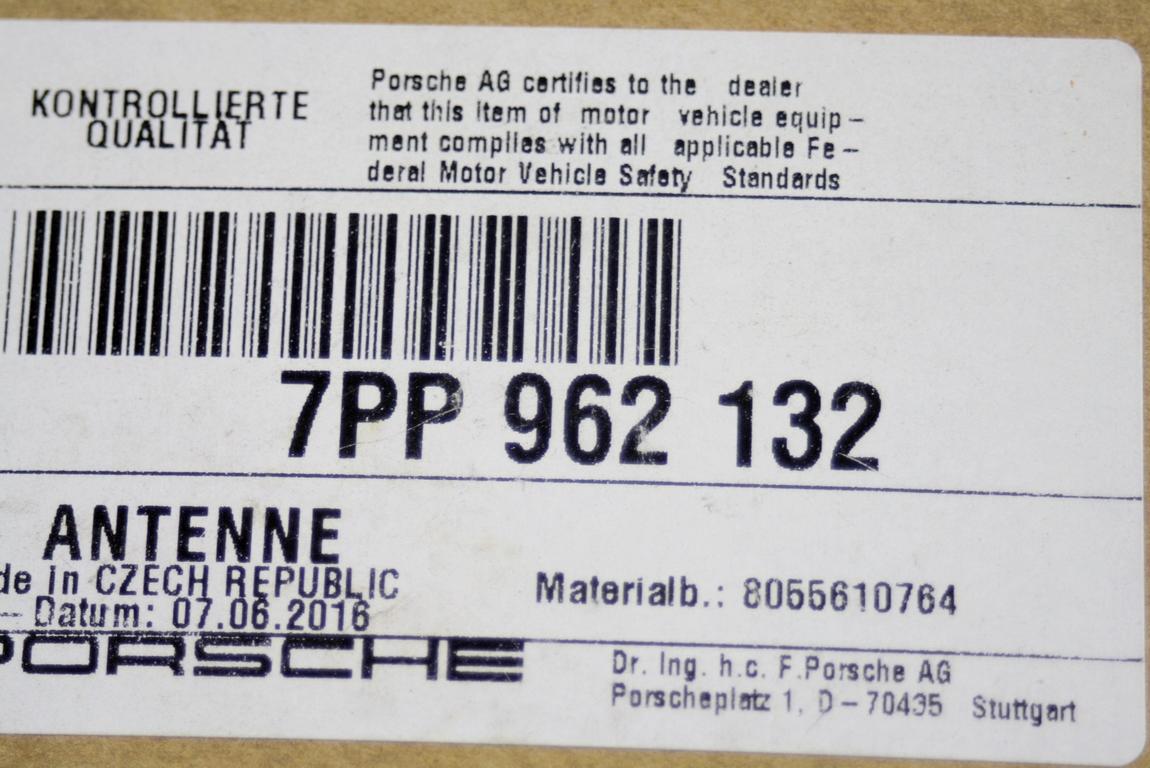 KONTROLLIERTE
QUALITÄT
Porsche AG certifies to the dealer
that this item of motor vehicle equip-
ment complies with all applicable Fe-
deral Motor Vehicle Safety Standards
7PP 962 132
ANTENNE
de in CZECH REPUBLIC
- Datum: 07.06.2016
Materialb.: 8055610764
PORSCHE
Dr. Ing. h.c. F.Porsche AG
Porscheplatz 1, D-70435 Stuttgart